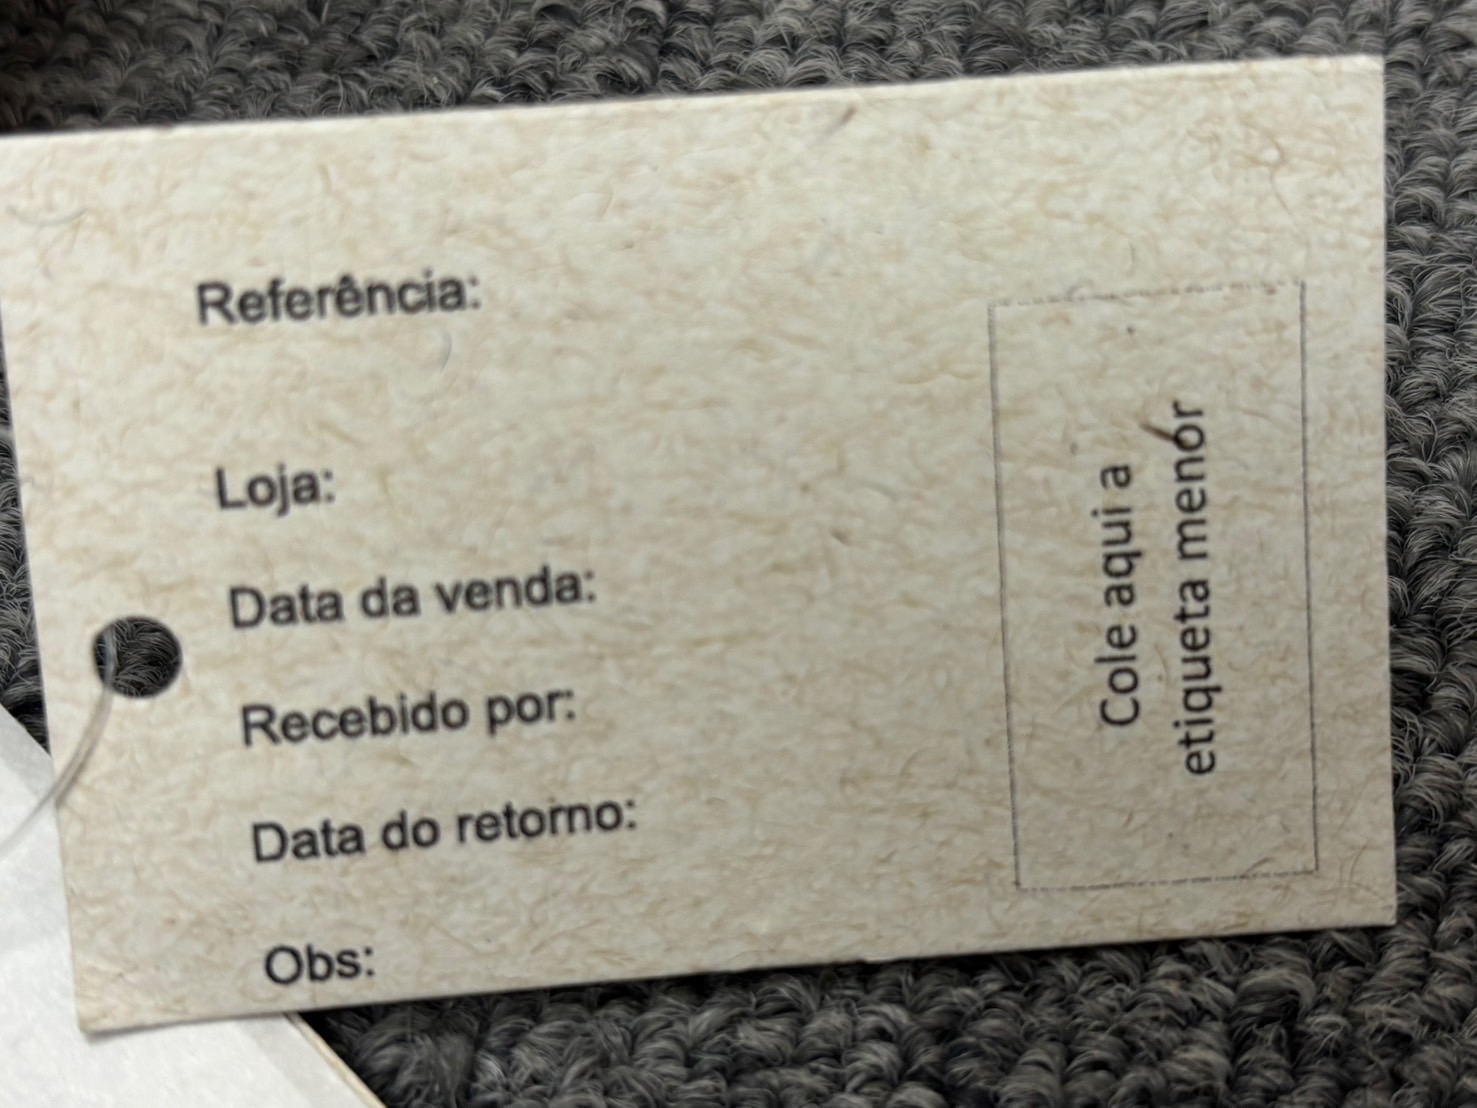 Referência:
Loja:
Data da venda:
Recebido por:
Data do retorno:
Obs:
Cole aqui a
etiqueta menor